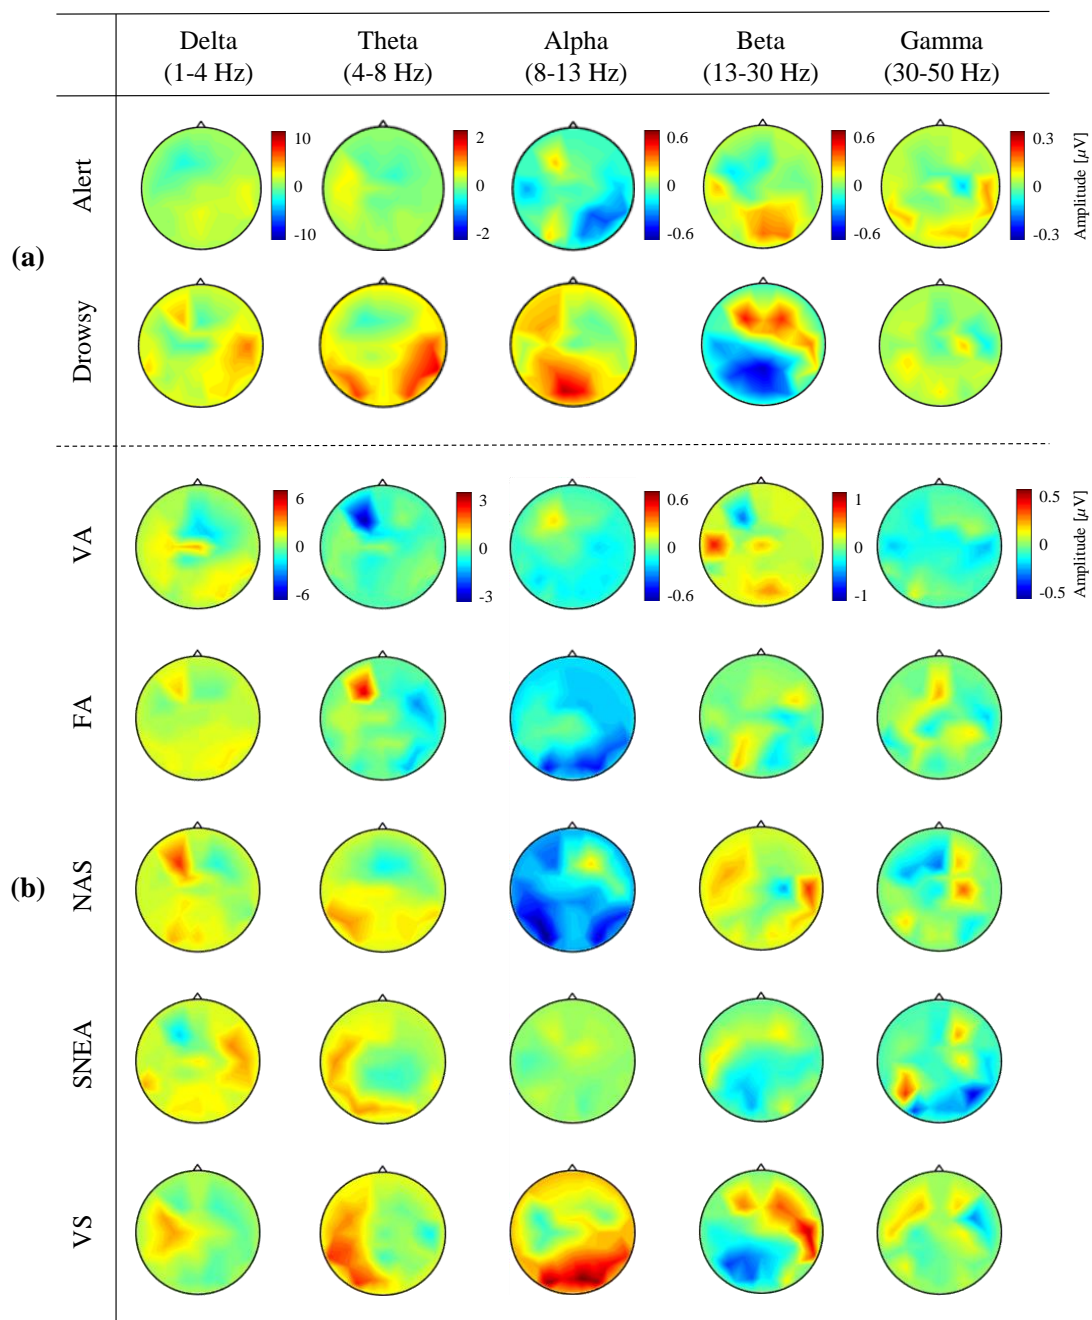 Delta Theta Alpha Beta Gamma
(1-4 Hz) (4-8 Hz) (8-13 Hz) (13-30 Hz) (30-50 Hz)
(a)
Alert
10 2 0.6 0.6 0.3
0 0 0 0 0
-10 -2 -0.6 -0.6 -0.3
Amplitude [µV]
Drowsy
(b)
VA
6 3 0.6 1 0.5
0 0 0 0 0
-6 -3 -0.6 -1 -0.5
Amplitude [µV]
FA
NAS
SNEA
VS